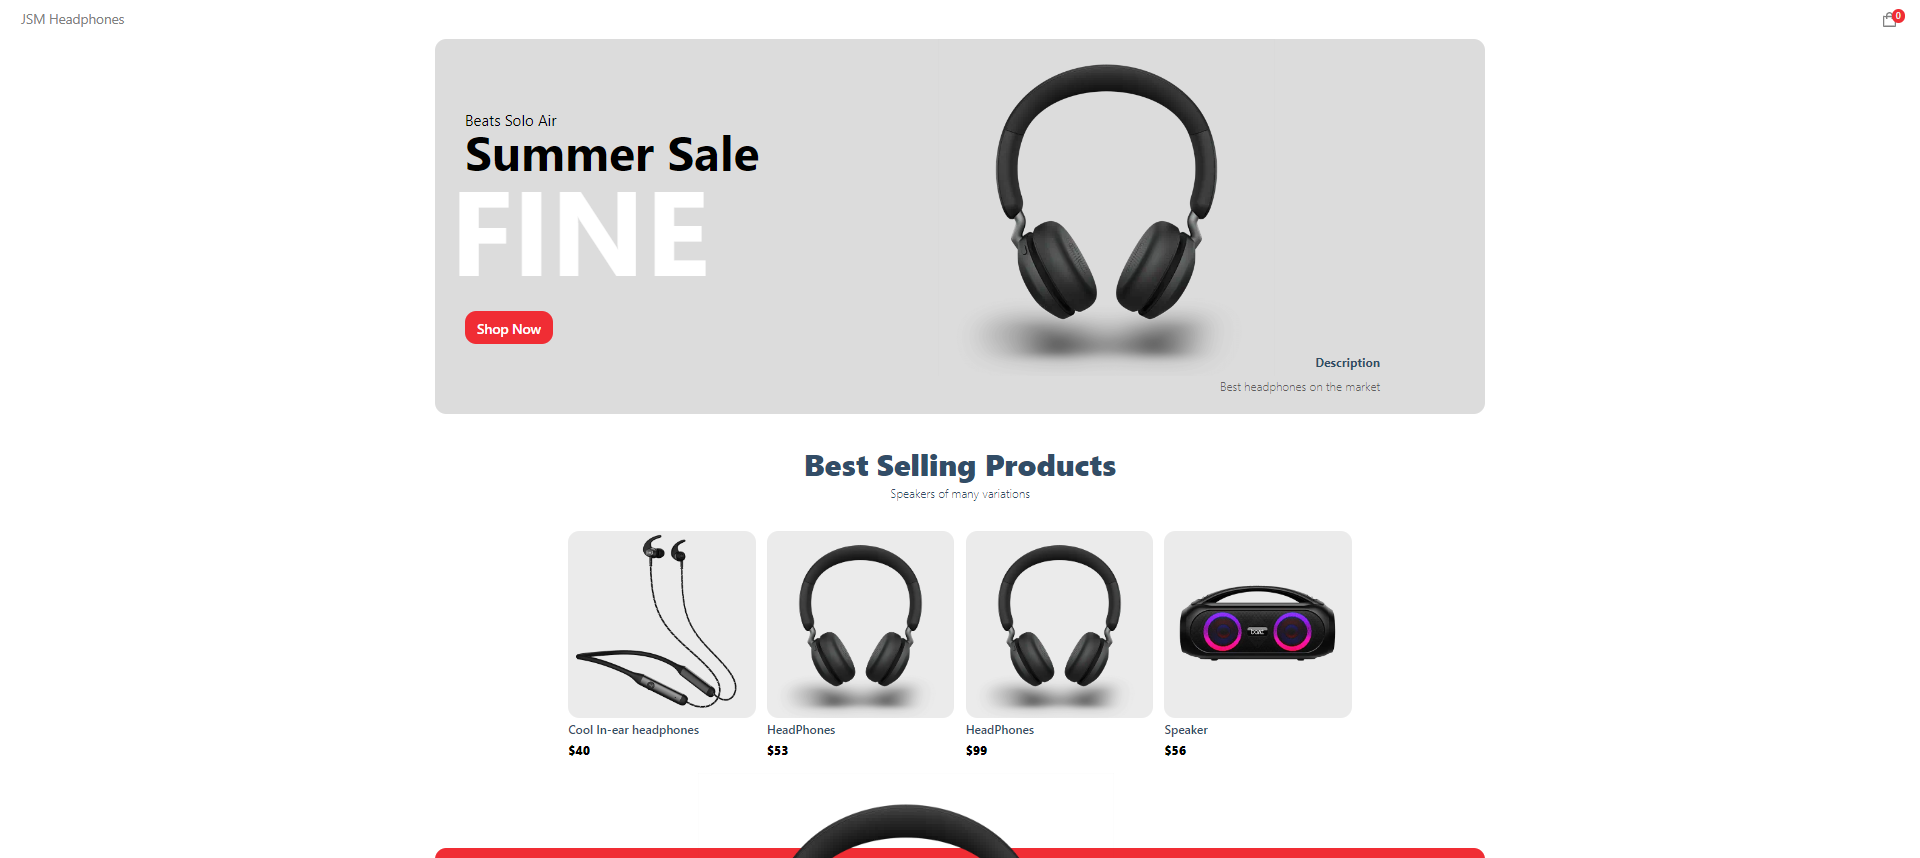 JSM Headphones
0
Beats Solo Air
Summer Sale
FINE
Shop Now
Description
Best headphones on the market
Best Selling Products
Speakers of many variations
Cool In-ear headphones
$40
HeadPhones
$53
HeadPhones
$99
Speaker
$56